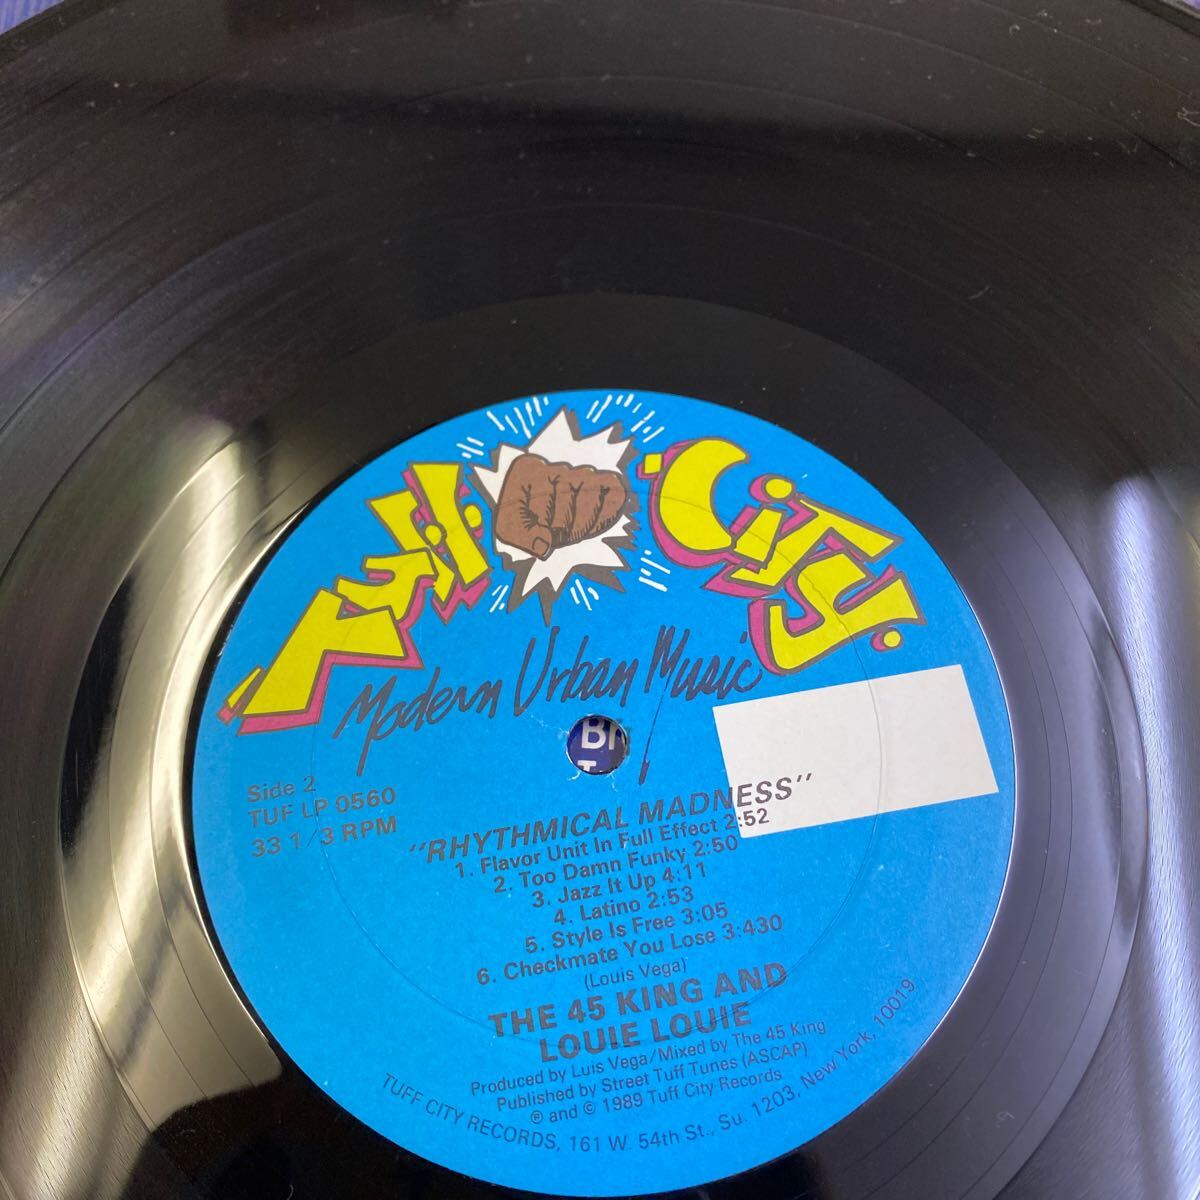 Tuff City
Modern Urban Music
Side 2
TUF LP 0560
33 1/3 RPM
"RHYTHMICAL MADNESS"
1. Flavor Unit In Full Effect 2:52
2. Too Damn Funky 2:50
3. Jazz It Up 4:11
4. Latino 2:53
5. Style Is Free 3:05
6. Checkmate You Lose 3:430
(Louis Vega)
THE 45 KING AND
LOUIE LOUIE
Produced by Luis Vega/Mixed by The 45 King
Published by Street Tuff Tunes (ASCAP)
℗ and © 1989 Tuff City Records
TUFF CITY RECORDS, 161 W. 54th St., Su. 1203, New York, 10019